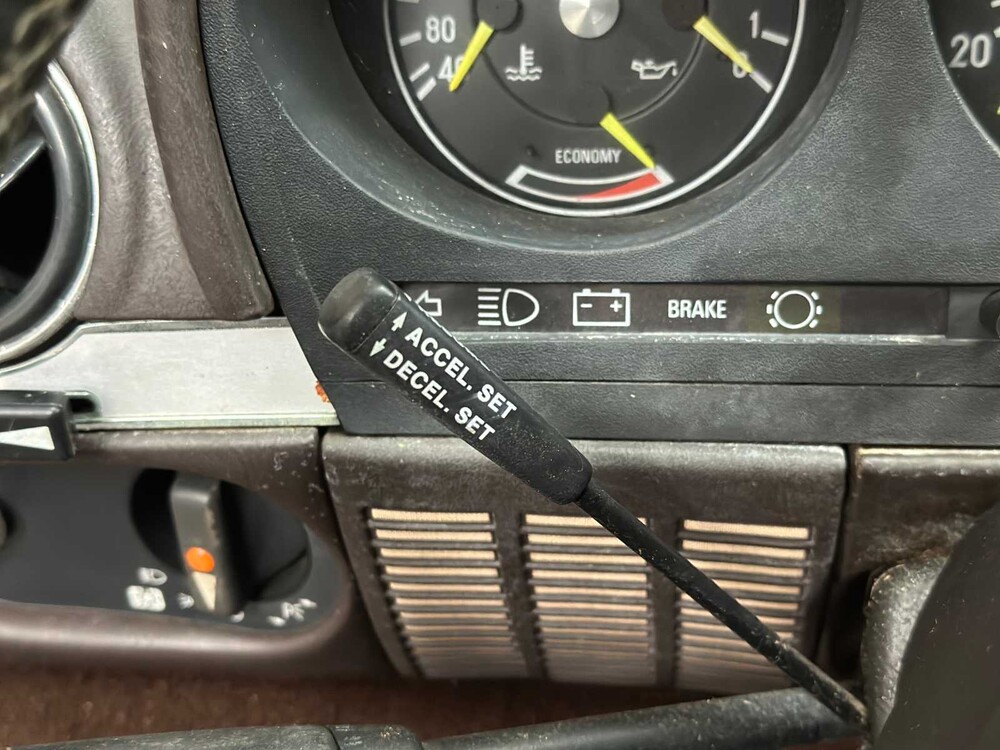 80
40
1
0
20
ECONOMY
- +
BRAKE
ACCEL. SET
DECEL. SET